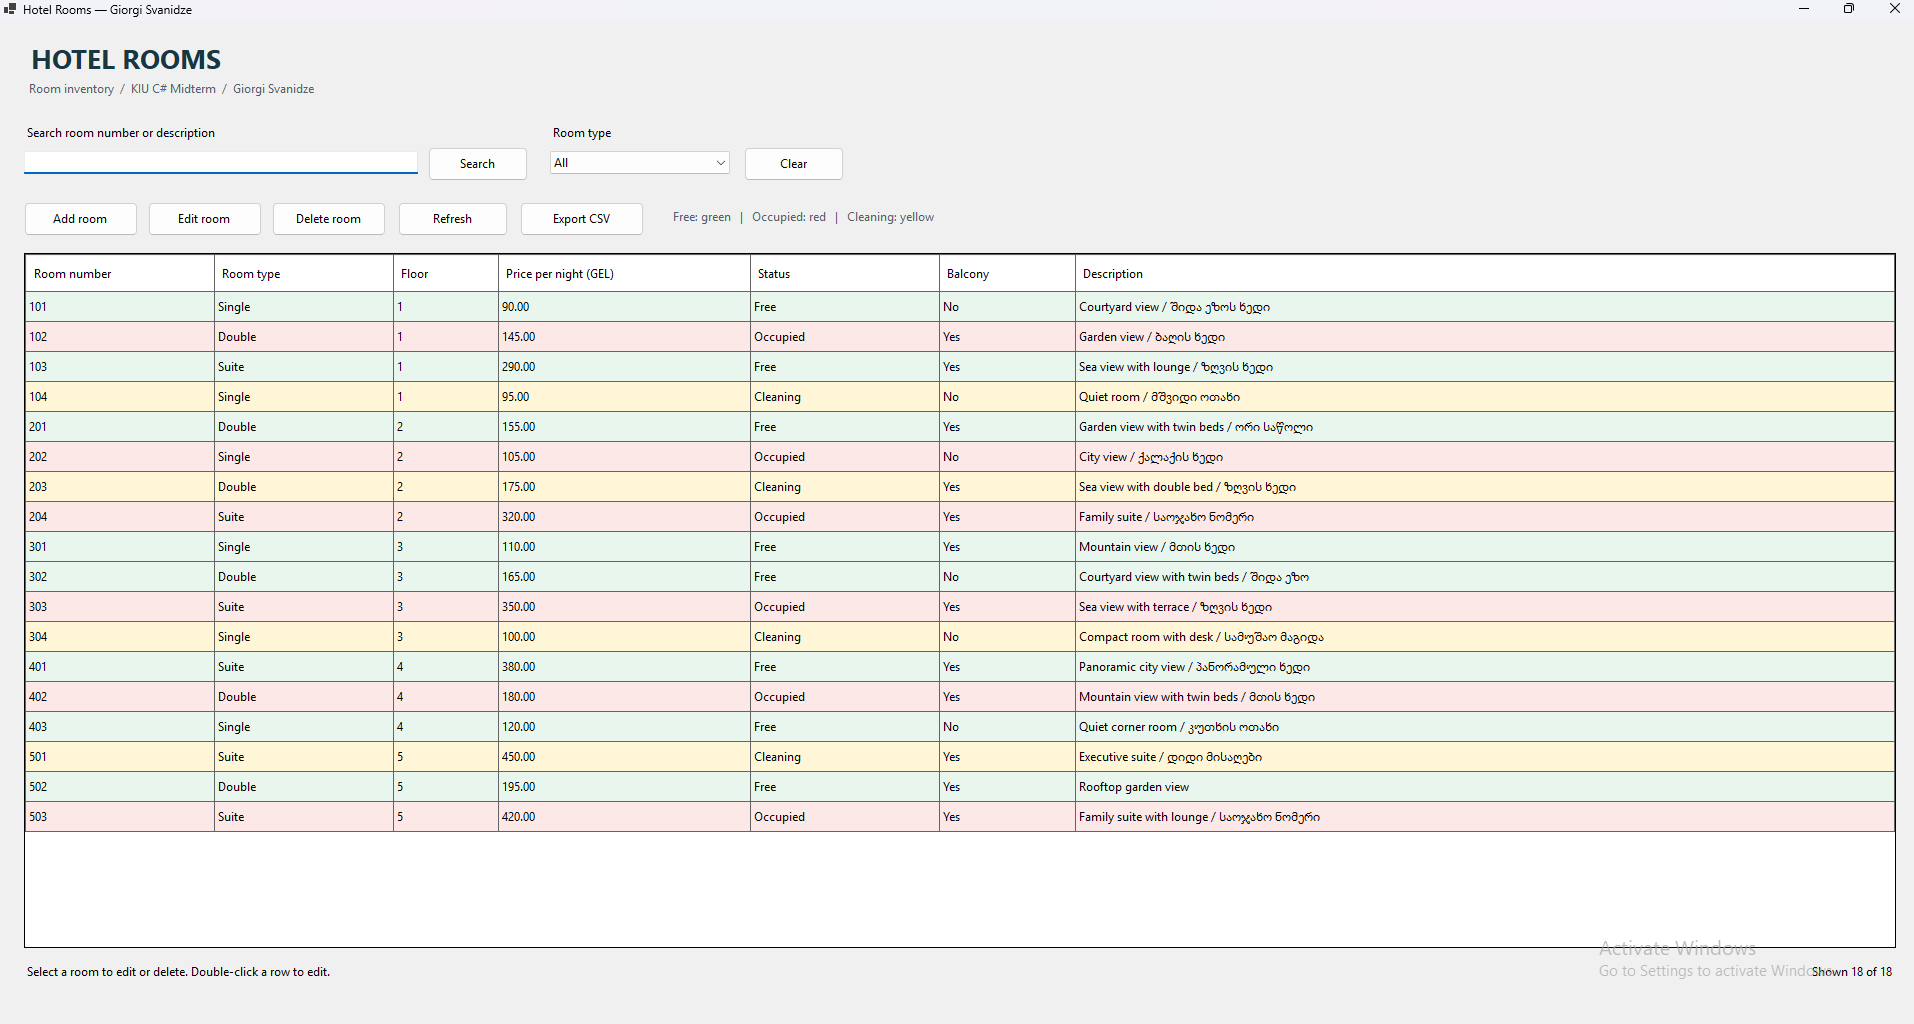 Hotel Rooms — Giorgi Svanidze
HOTEL ROOMS
Room inventory / KIU C# Midterm / Giorgi Svanidze
Search room number or description
Room type
Search
All
Clear
Add room
Edit room
Delete room
Refresh
Export CSV
Free: green | Occupied: red | Cleaning: yellow
Room number Room type Floor Price per night (GEL) Status Balcony Description
101 Single 1 90.00 Free No Courtyard view / შიდა ეზოს ხედი
102 Double 1 145.00 Occupied Yes Garden view / ბაღის ხედი
103 Suite 1 290.00 Free Yes Sea view with lounge / ზღვის ხედი
104 Single 1 95.00 Cleaning No Quiet room / მშვიდი ოთახი
201 Double 2 155.00 Free Yes Garden view with twin beds / ორი საწოლი
202 Single 2 105.00 Occupied No City view / ქალაქის ხედი
203 Double 2 175.00 Cleaning Yes Sea view with double bed / ზღვის ხედი
204 Suite 2 320.00 Occupied Yes Family suite / საოჯახო ნომერი
301 Single 3 110.00 Free Yes Mountain view / მთის ხედი
302 Double 3 165.00 Free No Courtyard view with twin beds / შიდა ეზო
303 Suite 3 350.00 Occupied Yes Sea view with terrace / ზღვის ხედი
304 Single 3 100.00 Cleaning No Compact room with desk / სამუშაო მაგიდა
401 Suite 4 380.00 Free Yes Panoramic city view / პანორამული ხედი
402 Double 4 180.00 Occupied Yes Mountain view with twin beds / მთის ხედი
403 Single 4 120.00 Free No Quiet corner room / კუთხის ოთახი
501 Suite 5 450.00 Cleaning Yes Executive suite / დიდი მისაღები
502 Double 5 195.00 Free Yes Rooftop garden view
503 Suite 5 420.00 Occupied Yes Family suite with lounge / საოჯახო ნომერი
Activate Windows
Go to Settings to activate Windows.
Select a room to edit or delete. Double-click a row to edit.
Shown 18 of 18